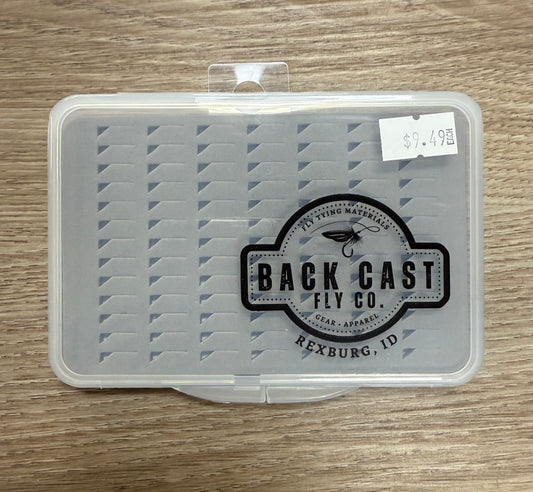 $9.49
EACH
FLY TYING MATERIALS
BACK CAST
FLY CO.
GEAR • APPAREL
REXBURG, ID